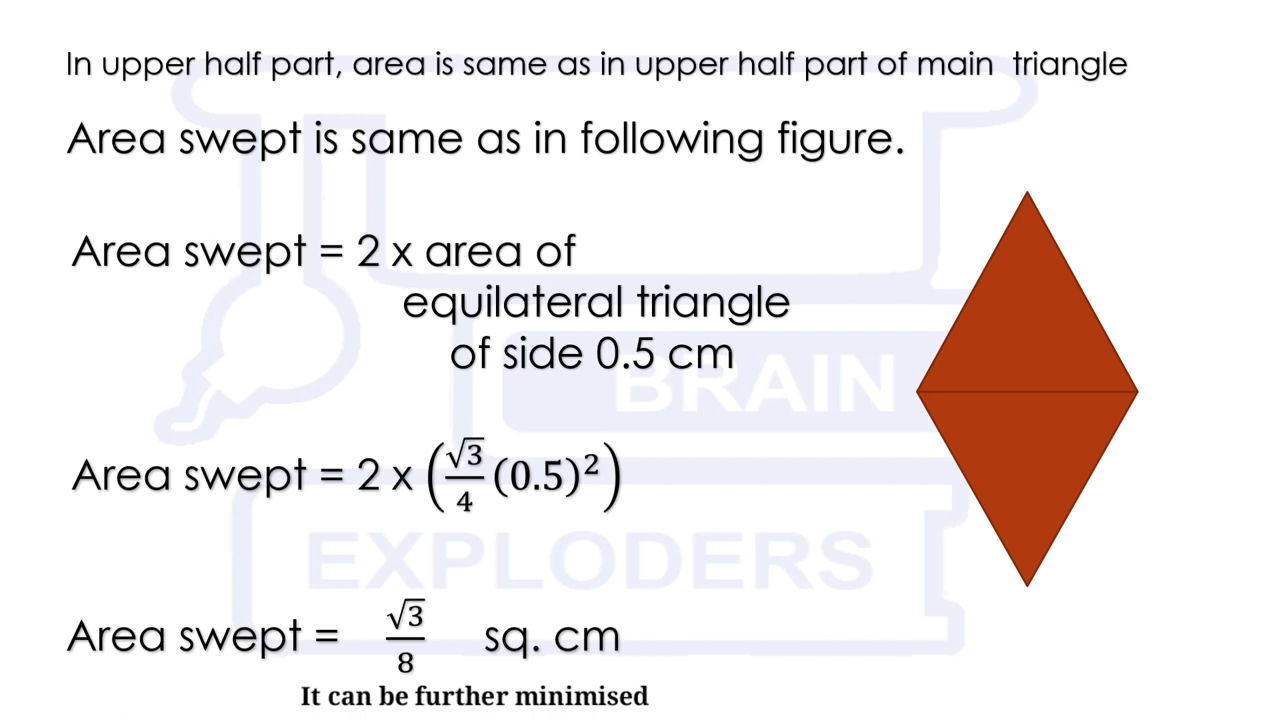 In upper half part, area is same as in upper half part of main triangle
Area swept is same as in following figure.
Area swept = 2 x area of
equilateral triangle
of side 0.5 cm
BRAIN
Area swept = 2 x (√3/4 (0.5)²)
EXPLODERS
Area swept = √3/8 sq. cm
It can be further minimised